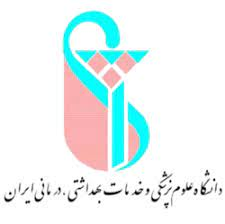 دانشگاه علوم پزشکی و خدمات بهداشتی ، درمانی ایران